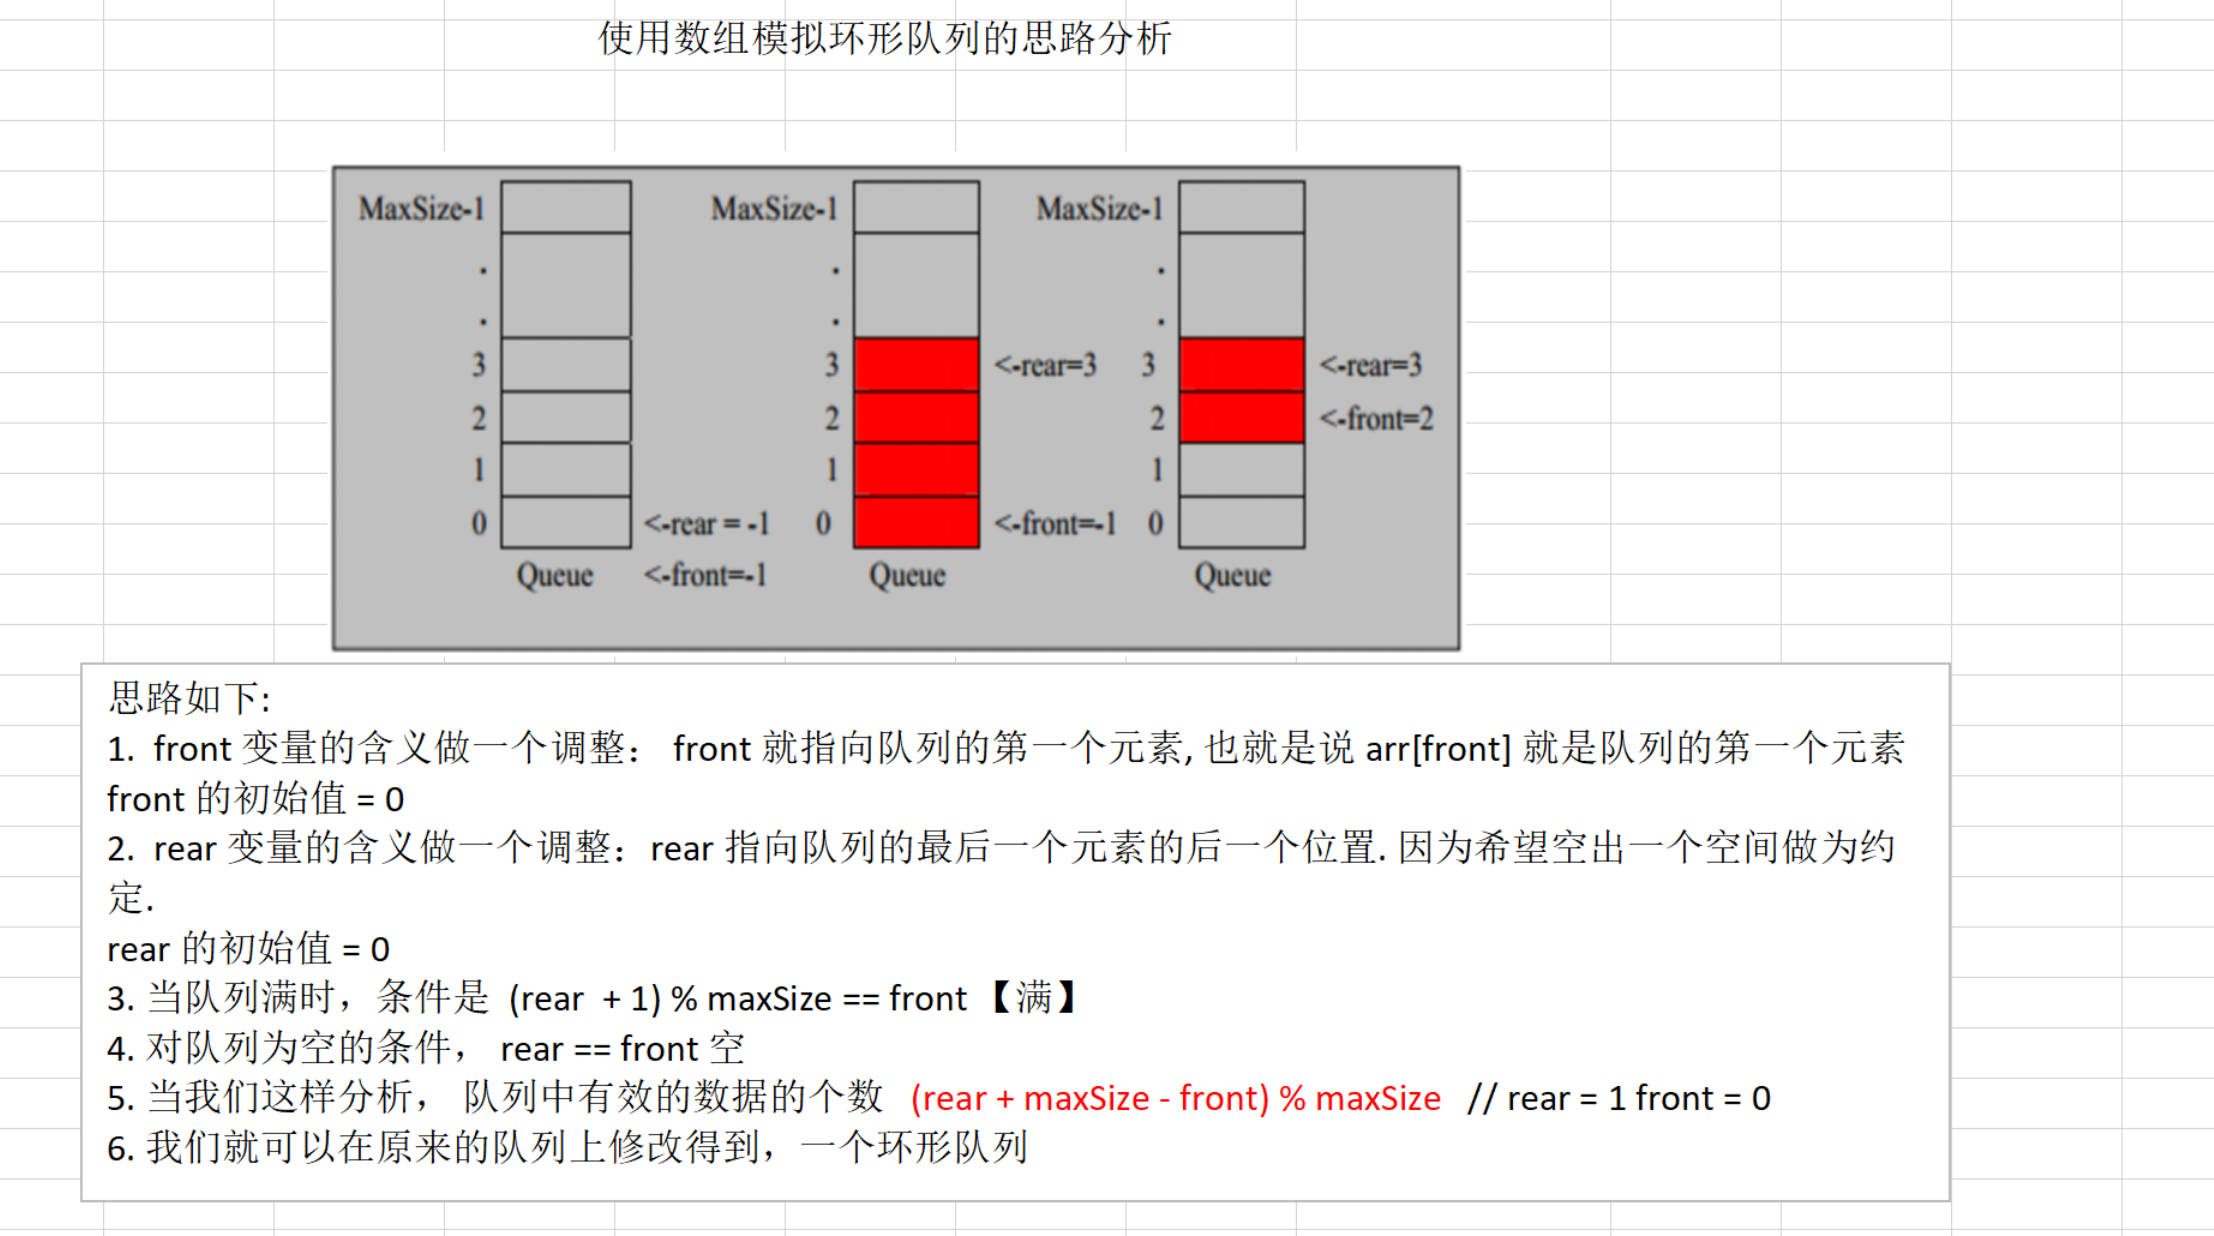 使用数组模拟环形队列的思路分析
MaxSize-1 MaxSize-1 MaxSize-1
. . .
. . .
3 3 <-rear=3 3 <-rear=3
2 2 2 <-front=2
1 1 1
0 <-rear = -1 0 <-front=-1 0
Queue <-front=-1 Queue Queue
思路如下:
1. front 变量的含义做一个调整： front 就指向队列的第一个元素, 也就是说 arr[front] 就是队列的第一个元素
front 的初始值 = 0
2. rear 变量的含义做一个调整：rear 指向队列的最后一个元素的后一个位置. 因为希望空出一个空间做为约
定.
rear 的初始值 = 0
3. 当队列满时，条件是 (rear + 1) % maxSize == front 【满】
4. 对队列为空的条件， rear == front 空
5. 当我们这样分析， 队列中有效的数据的个数 (rear + maxSize - front) % maxSize // rear = 1 front = 0
6. 我们就可以在原来的队列上修改得到，一个环形队列